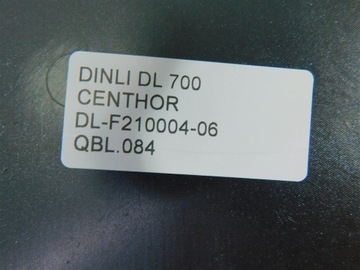 DINLI DL 700
CENTHOR
DL-F210004-06
QBL.084